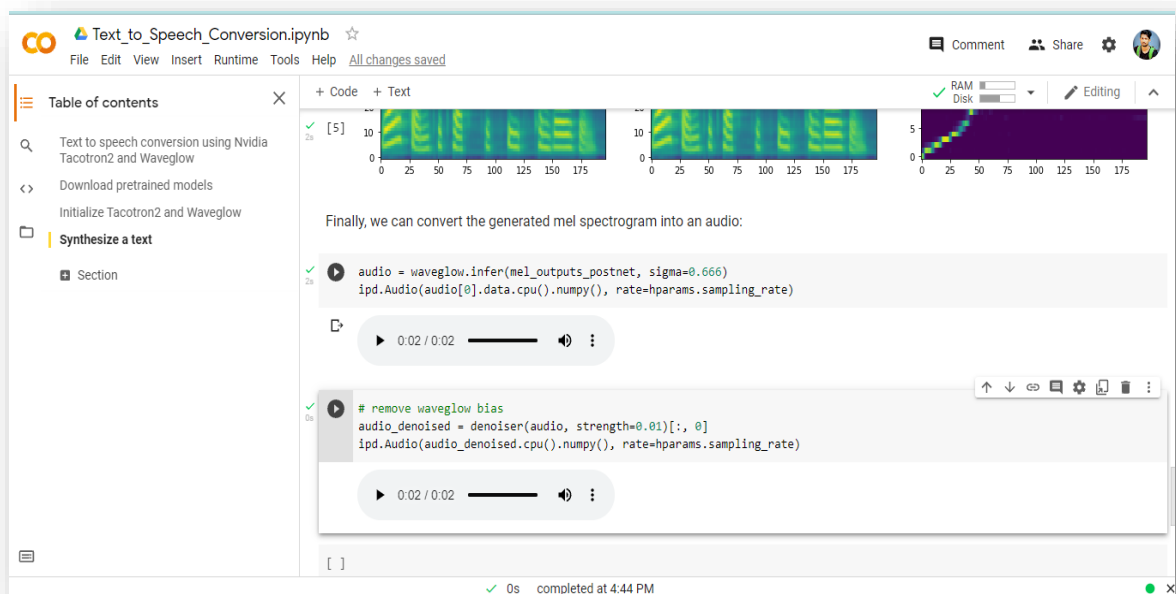 CO
Text_to_Speech_Conversion.ipynb
File Edit View Insert Runtime Tools Help All changes saved
Comment Share
Table of contents
Text to speech conversion using Nvidia
Tacotron2 and Waveglow
Download pretrained models
Initialize Tacotron2 and Waveglow
Synthesize a text
Section
+ Code + Text
RAM
Disk
Editing
2s
[5]
10
0
0 25 50 75 100 125 150 175
10
0
0 25 50 75 100 125 150 175
5
0
0 25 50 75 100 125 150 175
Finally, we can convert the generated mel spectrogram into an audio:
2s
audio = waveglow.infer(mel_outputs_postnet, sigma=0.666)
ipd.Audio(audio[0].data.cpu().numpy(), rate=hparams.sampling_rate)
0:02 / 0:02
0s
# remove waveglow bias
audio_denoised = denoiser(audio, strength=0.01)[:, 0]
ipd.Audio(audio_denoised.cpu().numpy(), rate=hparams.sampling_rate)
0:02 / 0:02
[ ]
0s completed at 4:44 PM